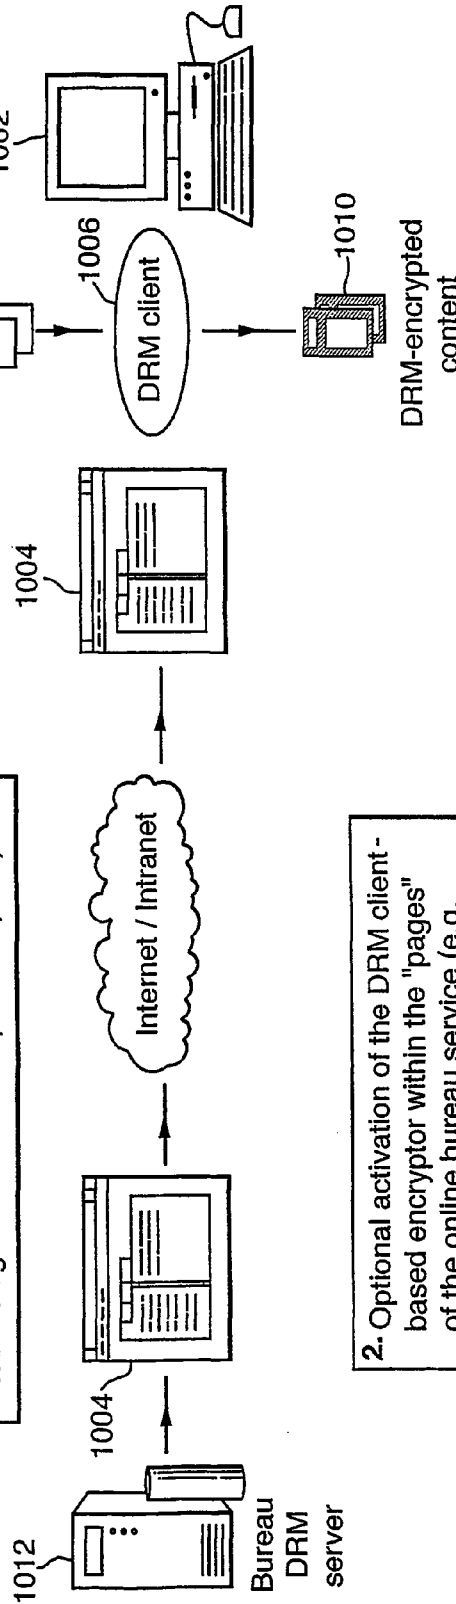 1002
1006
DRM client
1010
DRM-encrypted
content
1004
Internet / Intranet
1004
1012
Bureau
DRM
server
2. Optional activation of the DRM client-
based encryptor within the "pages"
of the online bureau service (e.g.